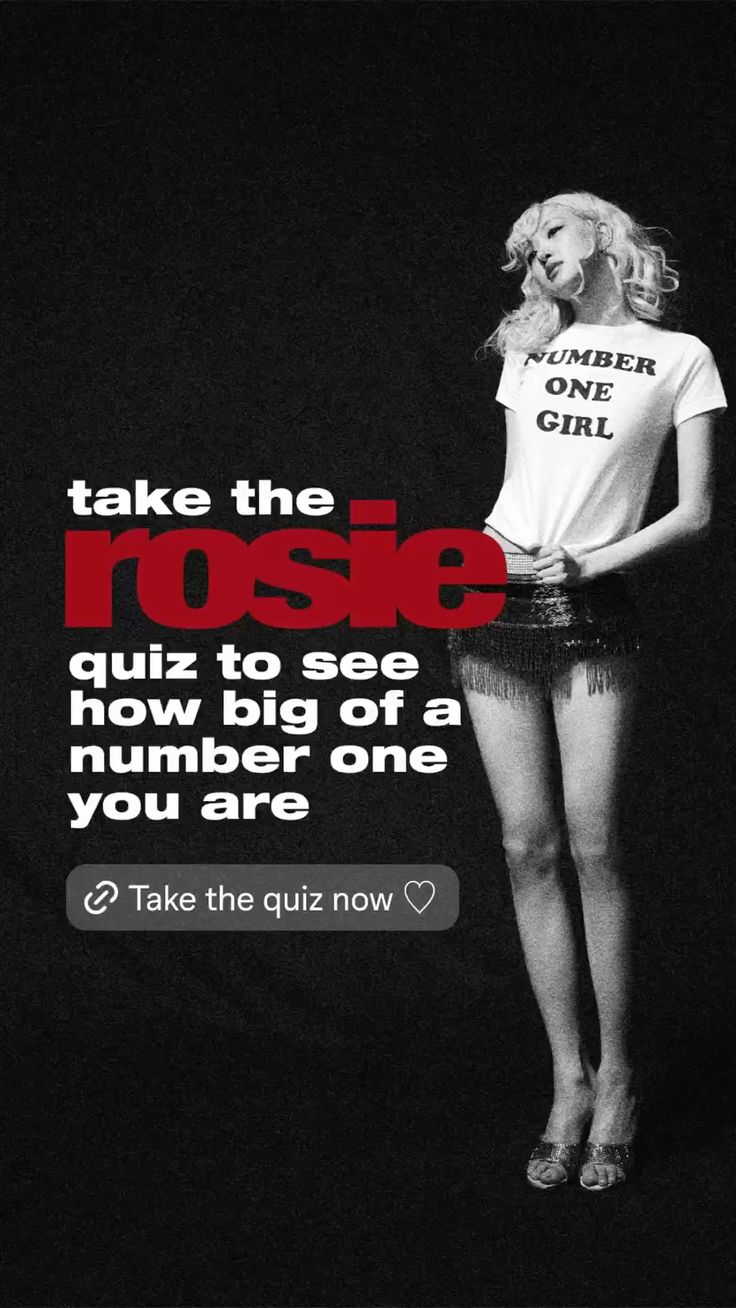 NUMBER
ONE
GIRL
take the
rosie
quiz to see
how big of a
number one
you are
Take the quiz now